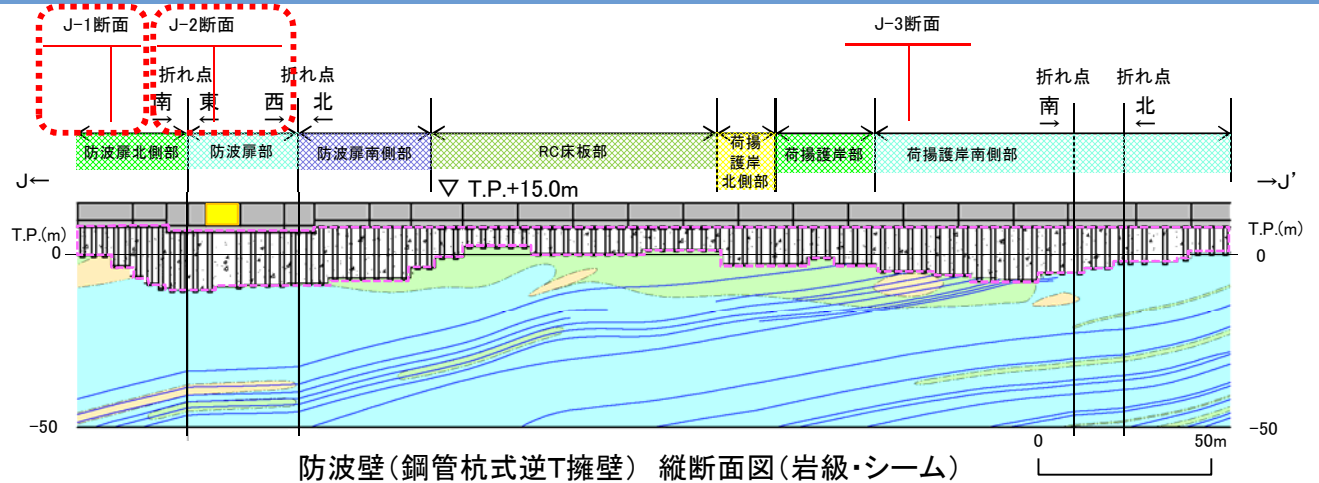 J-1断面
J-2断面
J-3断面
折れ点
折れ点
折れ点
折れ点
南
東
西
北
南
北
→
←
→
←
→
←
防波扉北側部
防波扉部
防波扉南側部
RC床板部
荷揚
護岸
北側部
荷揚護岸部
荷揚護岸南側部
J←
▽ T.P.+15.0m
→J'
T.P.(m)
T.P.(m)
0
0
-50
-50
0
50m
防波壁(鋼管杭式逆T擁壁) 縦断面図(岩級・シーム)